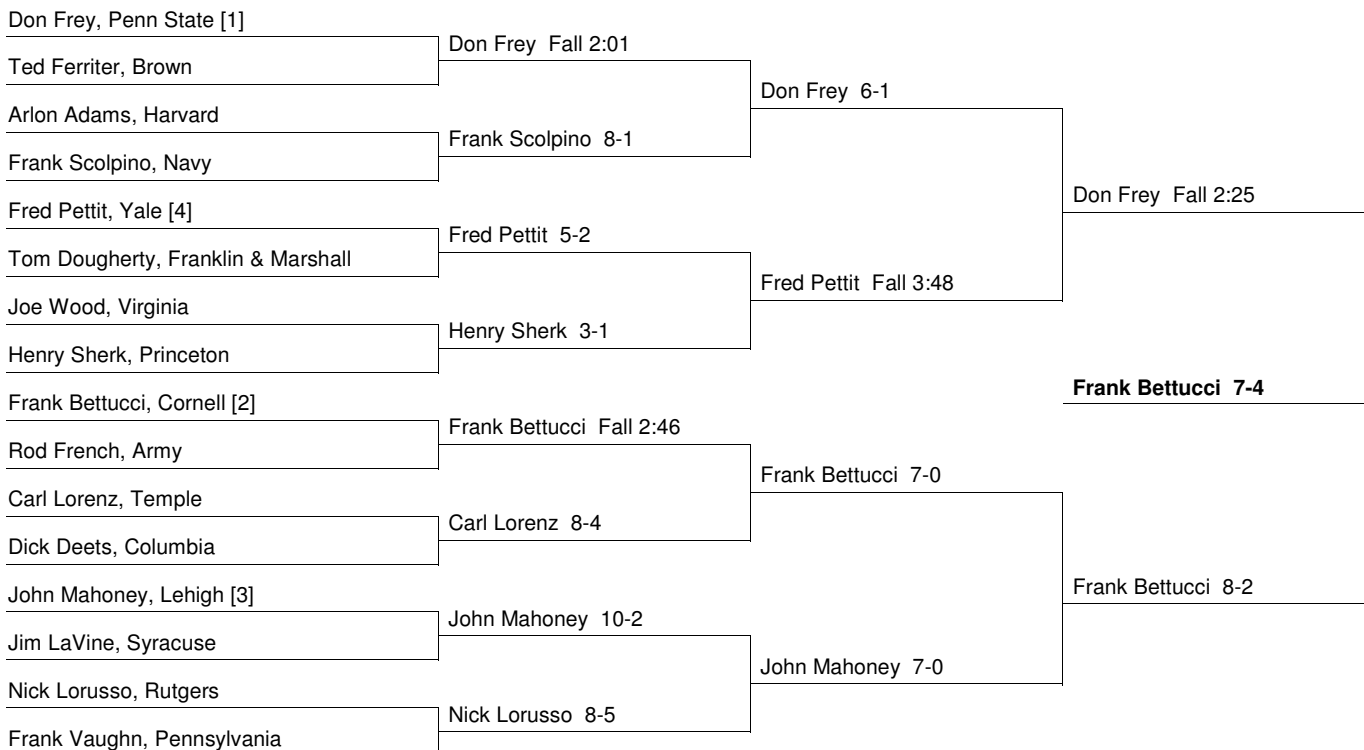 Don Frey, Penn State [1]
Ted Ferriter, Brown
Arlon Adams, Harvard
Frank Scolpino, Navy
Fred Pettit, Yale [4]
Tom Dougherty, Franklin & Marshall
Joe Wood, Virginia
Henry Sherk, Princeton
Frank Bettucci, Cornell [2]
Rod French, Army
Carl Lorenz, Temple
Dick Deets, Columbia
John Mahoney, Lehigh [3]
Jim LaVine, Syracuse
Nick Lorusso, Rutgers
Frank Vaughn, Pennsylvania
Don Frey Fall 2:01
Frank Scolpino 8-1
Fred Pettit 5-2
Henry Sherk 3-1
Frank Bettucci Fall 2:46
Carl Lorenz 8-4
John Mahoney 10-2
Nick Lorusso 8-5
Don Frey 6-1
Fred Pettit Fall 3:48
Frank Bettucci 7-0
John Mahoney 7-0
Don Frey Fall 2:25
Frank Bettucci 7-4
Frank Bettucci 8-2